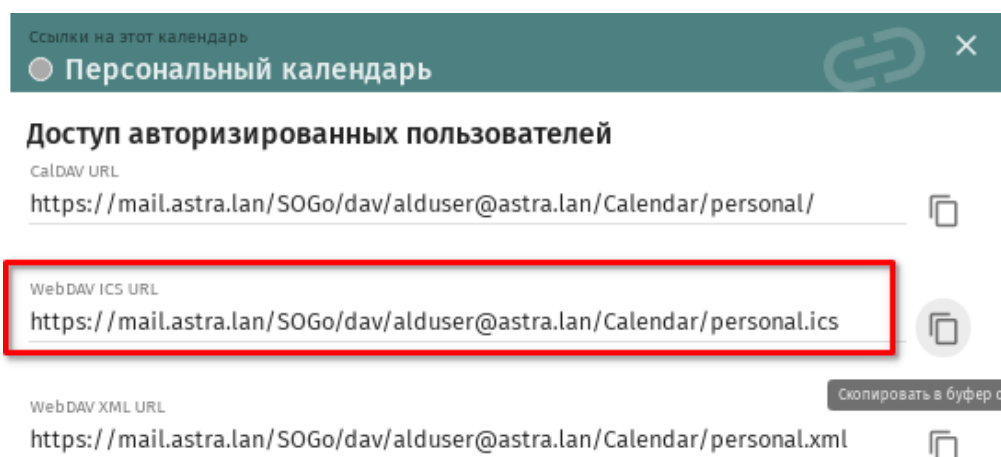 Ссылки на этот календарь
Персональный календарь
Доступ авторизированных пользователей
CalDAV URL
https://mail.astra.lan/SOGo/dav/alduser@astra.lan/Calendar/personal/
WebDAV ICS URL
https://mail.astra.lan/SOGo/dav/alduser@astra.lan/Calendar/personal.ics
Скопировать в буфер
WebDAV XML URL
https://mail.astra.lan/SOGo/dav/alduser@astra.lan/Calendar/personal.xml